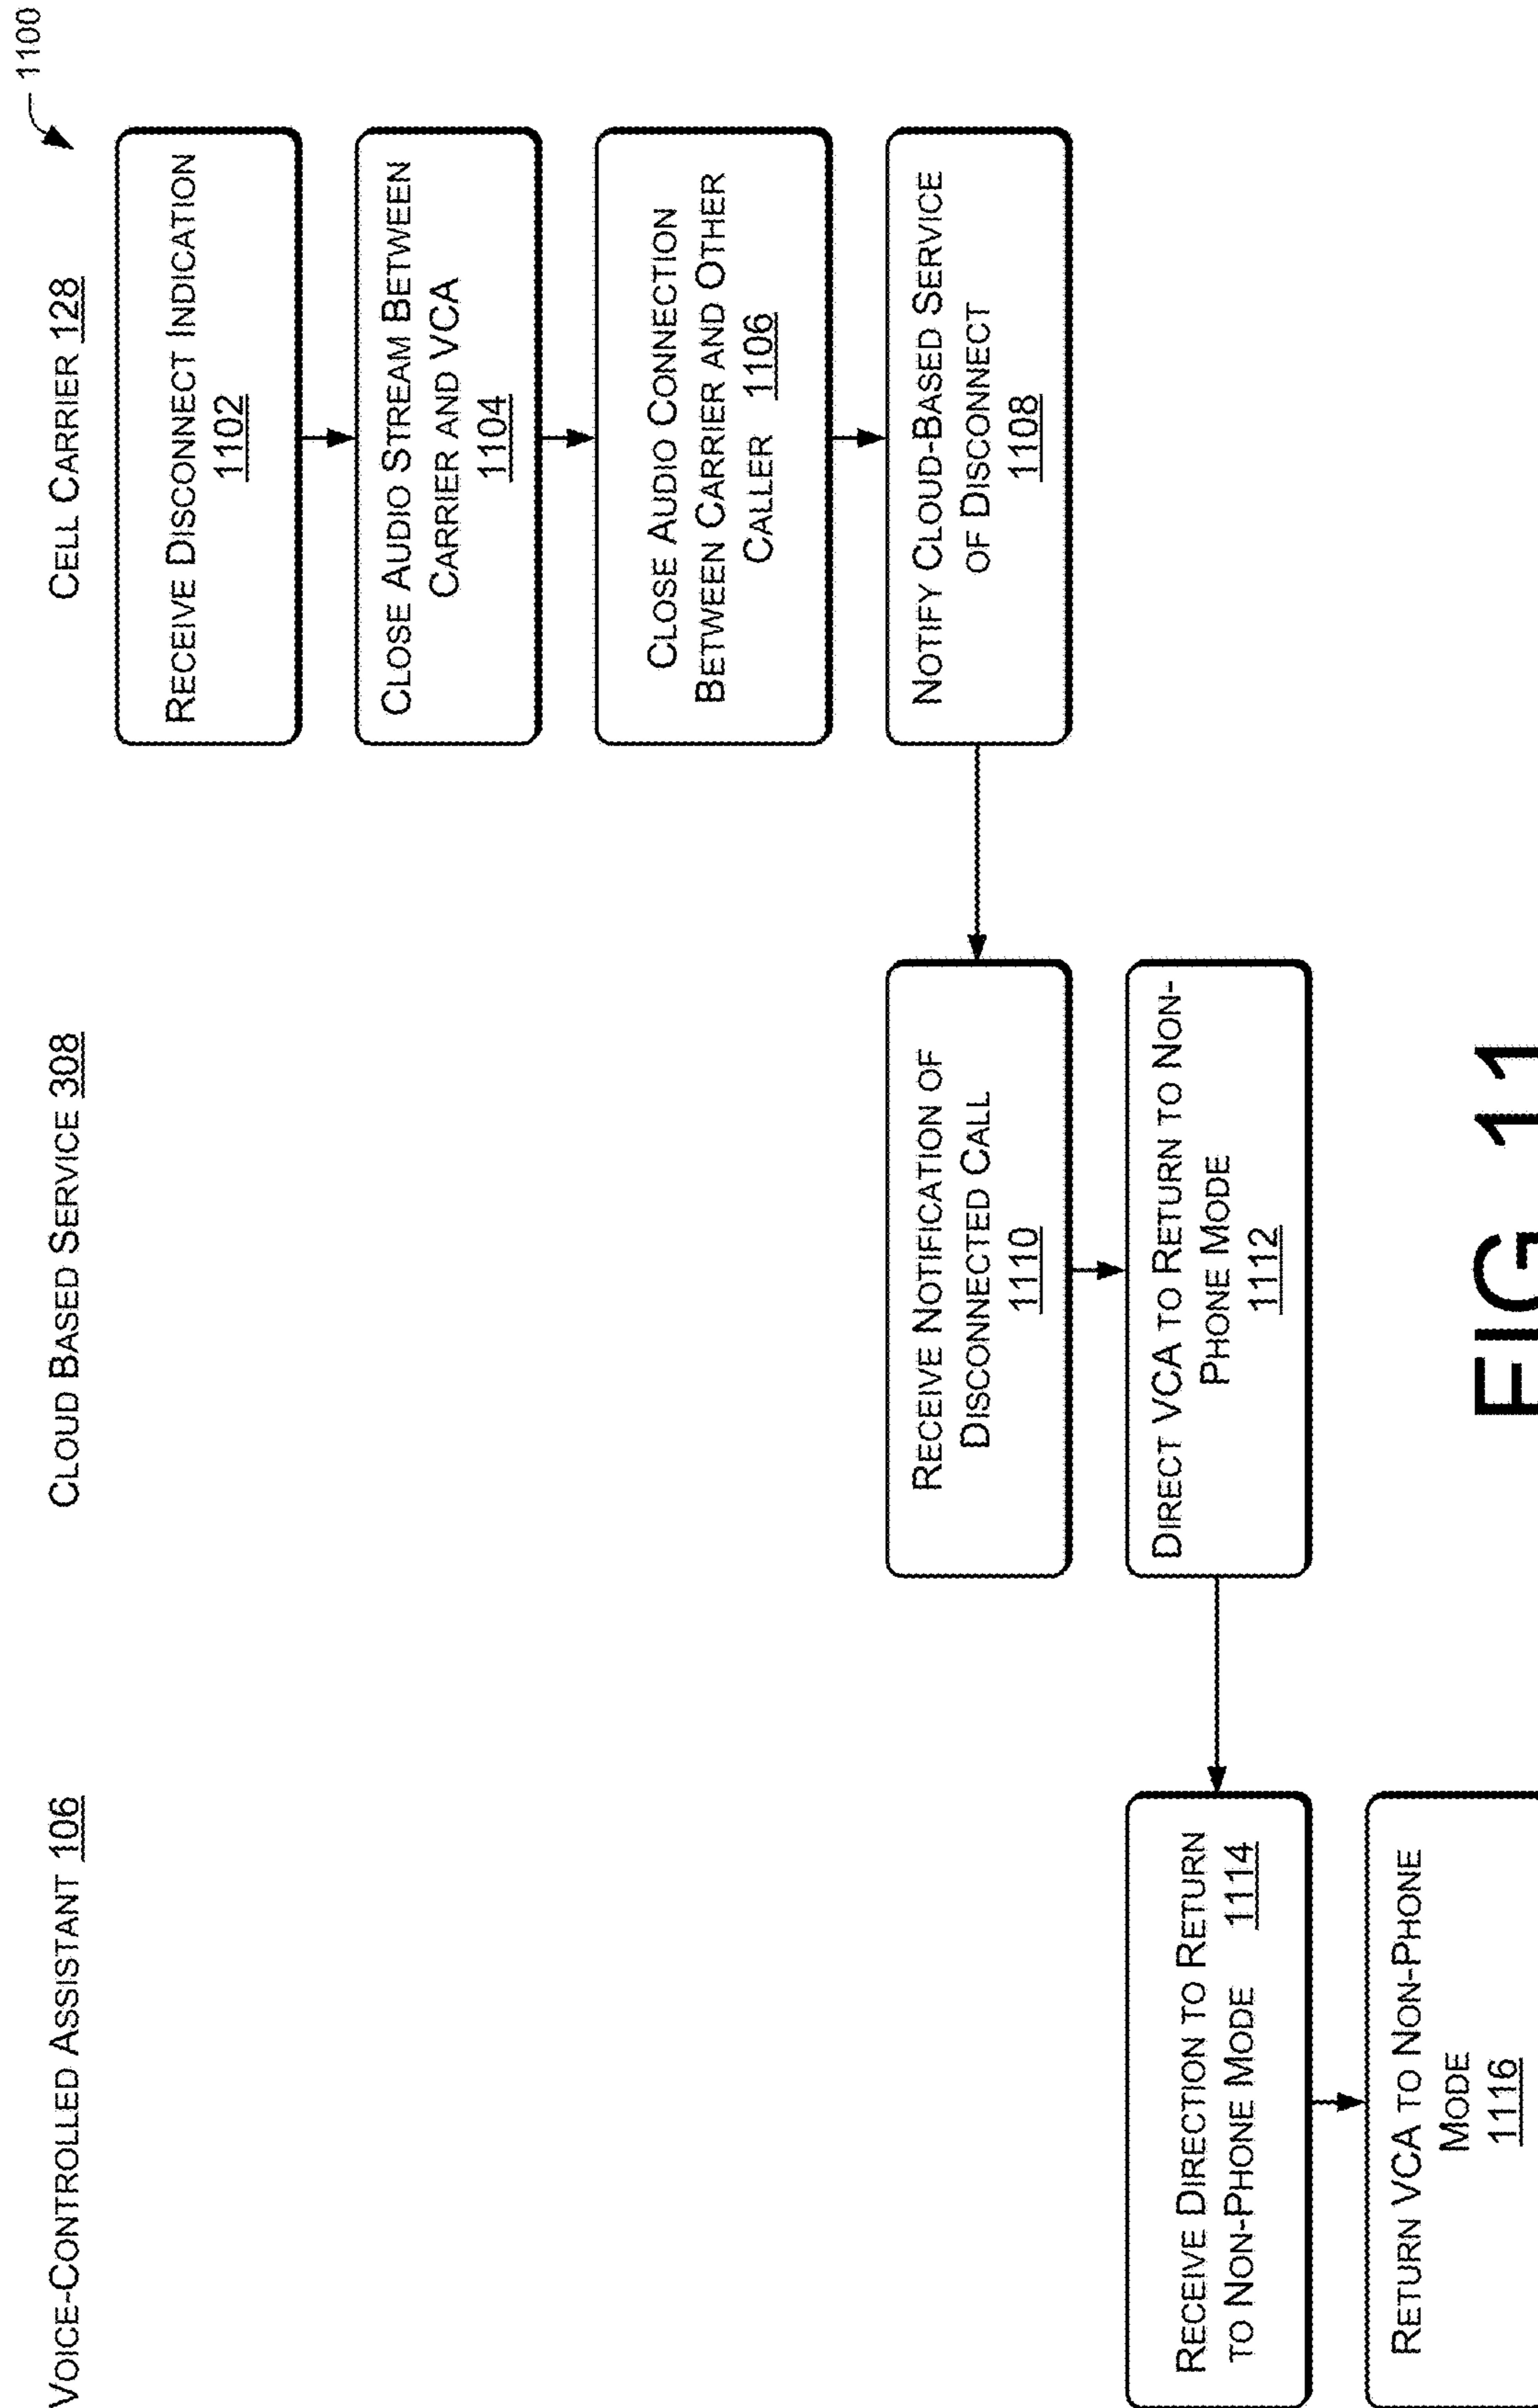 1100
VOICE-CONTROLLED ASSISTANT 106
CLOUD BASED SERVICE 308
CELL CARRIER 128
RECEIVE DISCONNECT INDICATION
1102
CLOSE AUDIO STREAM BETWEEN
CARRIER AND VCA
1104
CLOSE AUDIO CONNECTION
BETWEEN CARRIER AND OTHER
CALLER 1106
NOTIFY CLOUD-BASED SERVICE
OF DISCONNECT
1108
RECEIVE NOTIFICATION OF
DISCONNECTED CALL
1110
DIRECT VCA TO RETURN TO NON-
PHONE MODE
1112
RECEIVE DIRECTION TO RETURN
TO NON-PHONE MODE 1114
RETURN VCA TO NON-PHONE
MODE
1116
FIG 11